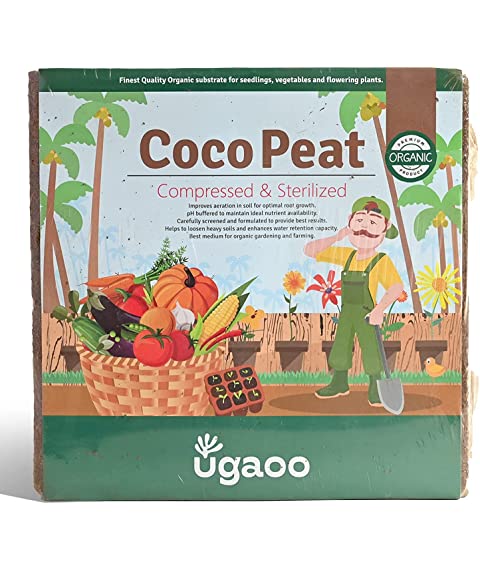 Finest Quality Organic substrate for seedlings, vegetables and flowering plants.
PREMIUM
ORGANIC
PRODUCT
Coco Peat
Compressed & Sterilized
Improves aeration in soil for optimal root growth.
pH buffered to maintain ideal nutrient availability.
Carefully screened and formulated to provide best results.
Helps to loosen heavy soils and enhances water retention capacity.
Best medium for organic gardening and farming.
ugaoo